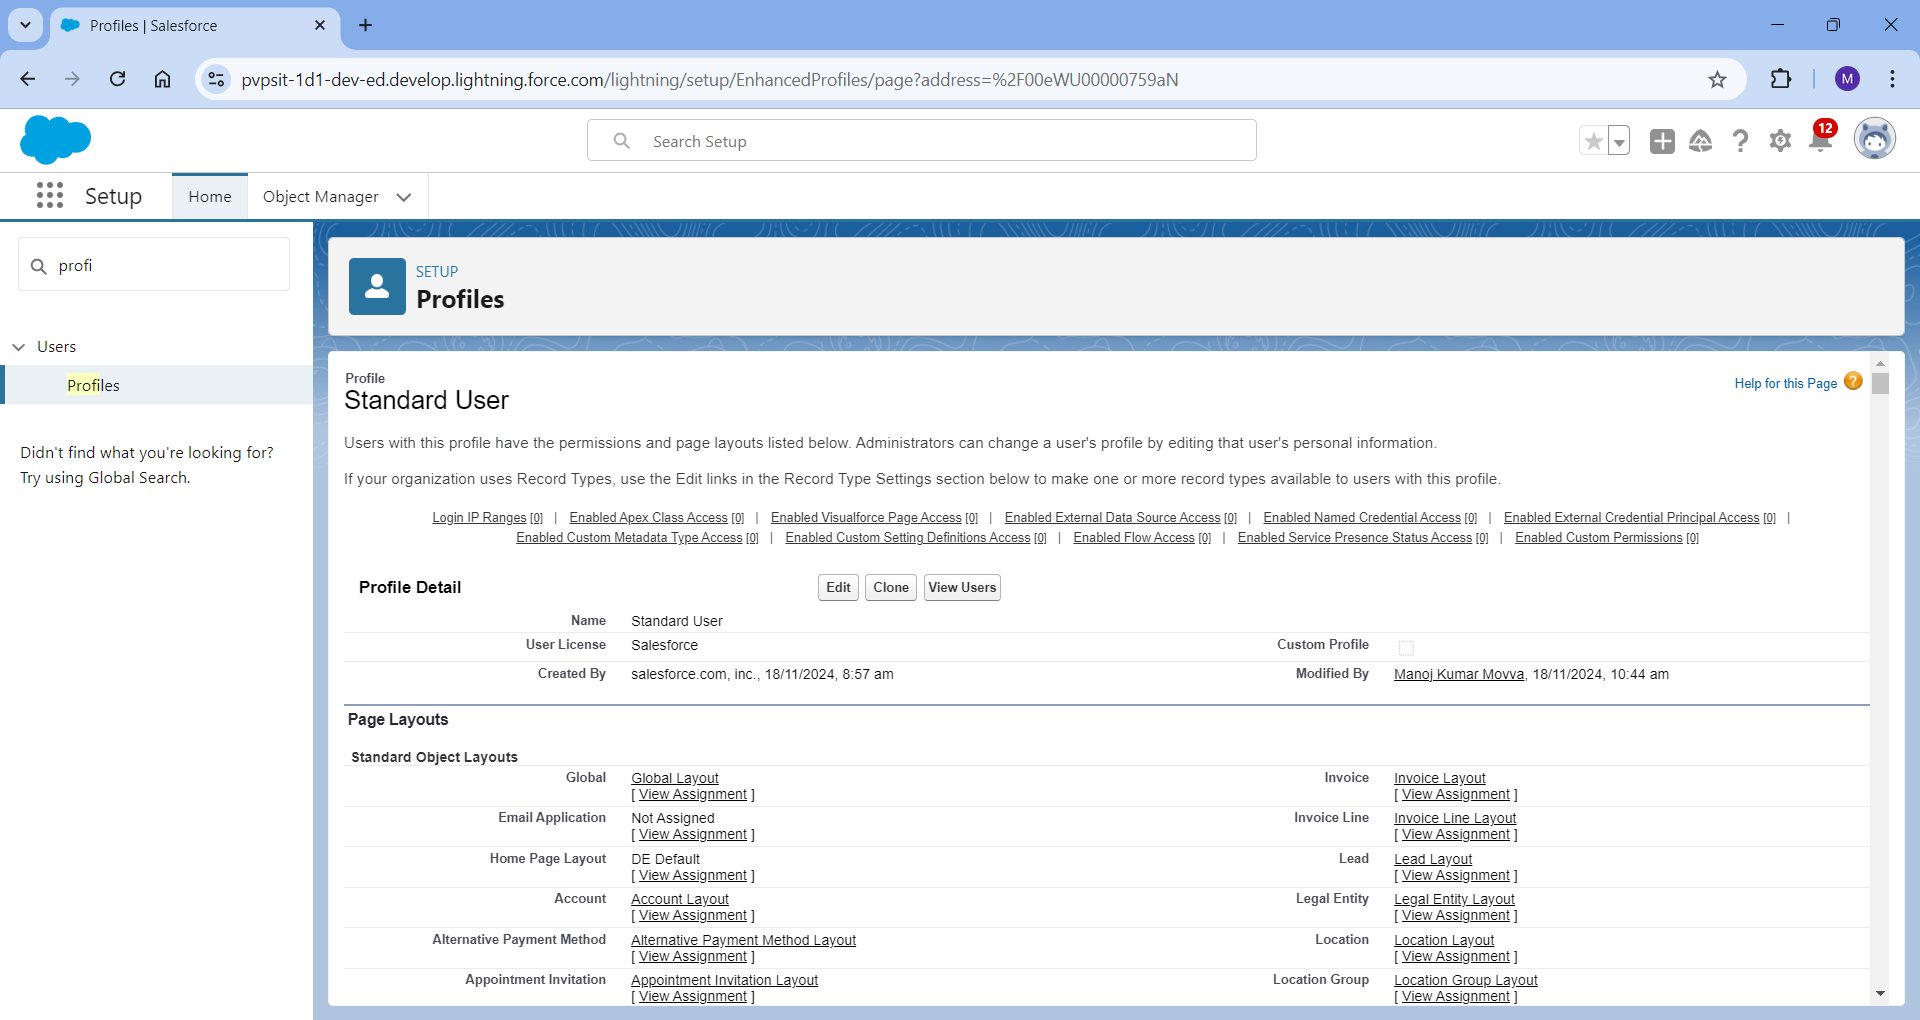 Profiles | Salesforce
pvpsit-1d1-dev-ed.develop.lightning.force.com/lightning/setup/EnhancedProfiles/page?address=%2F00eWU00000759aN
M
Search Setup
12
Setup
Home
Object Manager
profi
Users
Profiles
Didn't find what you're looking for?
Try using Global Search.
SETUP
Profiles
Profile
Standard User
Help for this Page
Users with this profile have the permissions and page layouts listed below. Administrators can change a user's profile by editing that user's personal information.
If your organization uses Record Types, use the Edit links in the Record Type Settings section below to make one or more record types available to users with this profile.
Login IP Ranges [0] | Enabled Apex Class Access [0] | Enabled Visualforce Page Access [0] | Enabled External Data Source Access [0] | Enabled Named Credential Access [0] | Enabled External Credential Principal Access [0] |
Enabled Custom Metadata Type Access [0] | Enabled Custom Setting Definitions Access [0] | Enabled Flow Access [0] | Enabled Service Presence Status Access [0] | Enabled Custom Permissions [0]
Profile Detail
Edit Clone View Users
Name Standard User
User License Salesforce Custom Profile
Created By salesforce.com, inc., 18/11/2024, 8:57 am Modified By Manoj Kumar Movva, 18/11/2024, 10:44 am
Page Layouts
Standard Object Layouts
Global Global Layout Invoice Invoice Layout
[ View Assignment ] [ View Assignment ]
Email Application Not Assigned Invoice Line Invoice Line Layout
[ View Assignment ] [ View Assignment ]
Home Page Layout DE Default Lead Lead Layout
[ View Assignment ] [ View Assignment ]
Account Account Layout Legal Entity Legal Entity Layout
[ View Assignment ] [ View Assignment ]
Alternative Payment Method Alternative Payment Method Layout Location Location Layout
[ View Assignment ] [ View Assignment ]
Appointment Invitation Appointment Invitation Layout Location Group Location Group Layout
[ View Assignment ] [ View Assignment ]